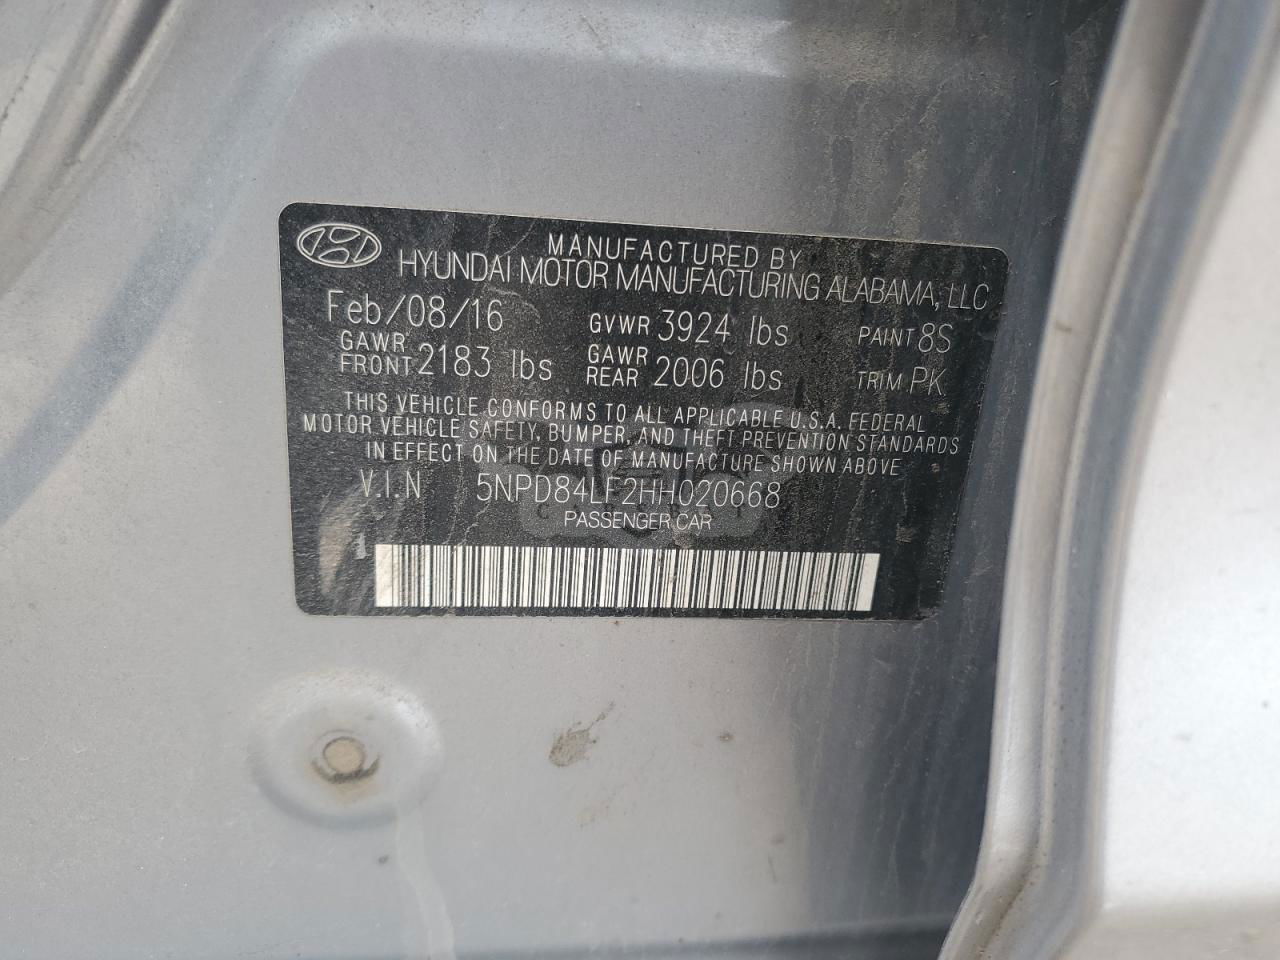 MANUFACTURED BY
HYUNDAI MOTOR MANUFACTURING ALABAMA, LLC
Feb/08/16 GVWR 3924 lbs PAINT 8S
GAWR FRONT 2183 lbs GAWR REAR 2006 lbs TRIM PK
THIS VEHICLE CONFORMS TO ALL APPLICABLE U.S.A. FEDERAL
MOTOR VEHICLE SAFETY, BUMPER, AND THEFT PREVENTION STANDARDS
IN EFFECT ON THE DATE OF MANUFACTURE SHOWN ABOVE
V.I.N 5NPD84LF2HH020668
PASSENGER CAR
1